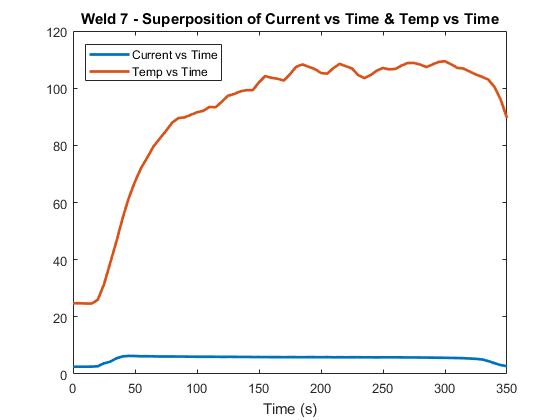 Weld 7 - Superposition of Current vs Time & Temp vs Time
120
100
80
60
40
20
0
Current vs Time
Temp vs Time
0 50 100 150 200 250 300 350
Time (s)